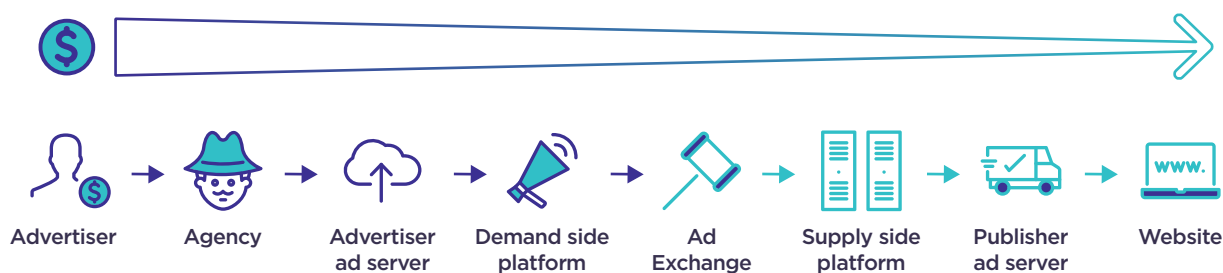 $
Advertiser
$
Agency
Advertiser
ad server
Demand side
platform
Ad
Exchange
Supply side
platform
Publisher
ad server
www.
Website